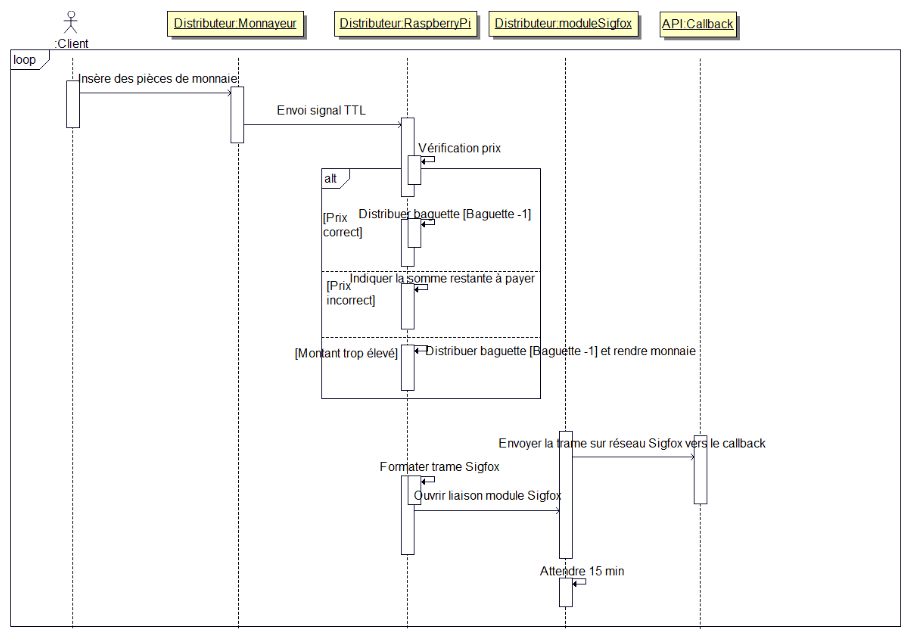 Distributeur:Monnayeur
Distributeur:RaspberryPi
Distributeur:moduleSigfox
API:Callback
:Client
loop
Insère des pièces de monnaie
Envoi signal TTL
Vérification prix
alt
Distribuer baguette [Baguette -1]
[Prix
correct]
Indiquer la somme restante à payer
[Prix
incorrect]
[Montant trop élevé]
Distribuer baguette [Baguette -1] et rendre monnaie
Envoyer la trame sur réseau Sigfox vers le callback
Formater trame Sigfox
Ouvrir liaison module Sigfox
Attendre 15 min